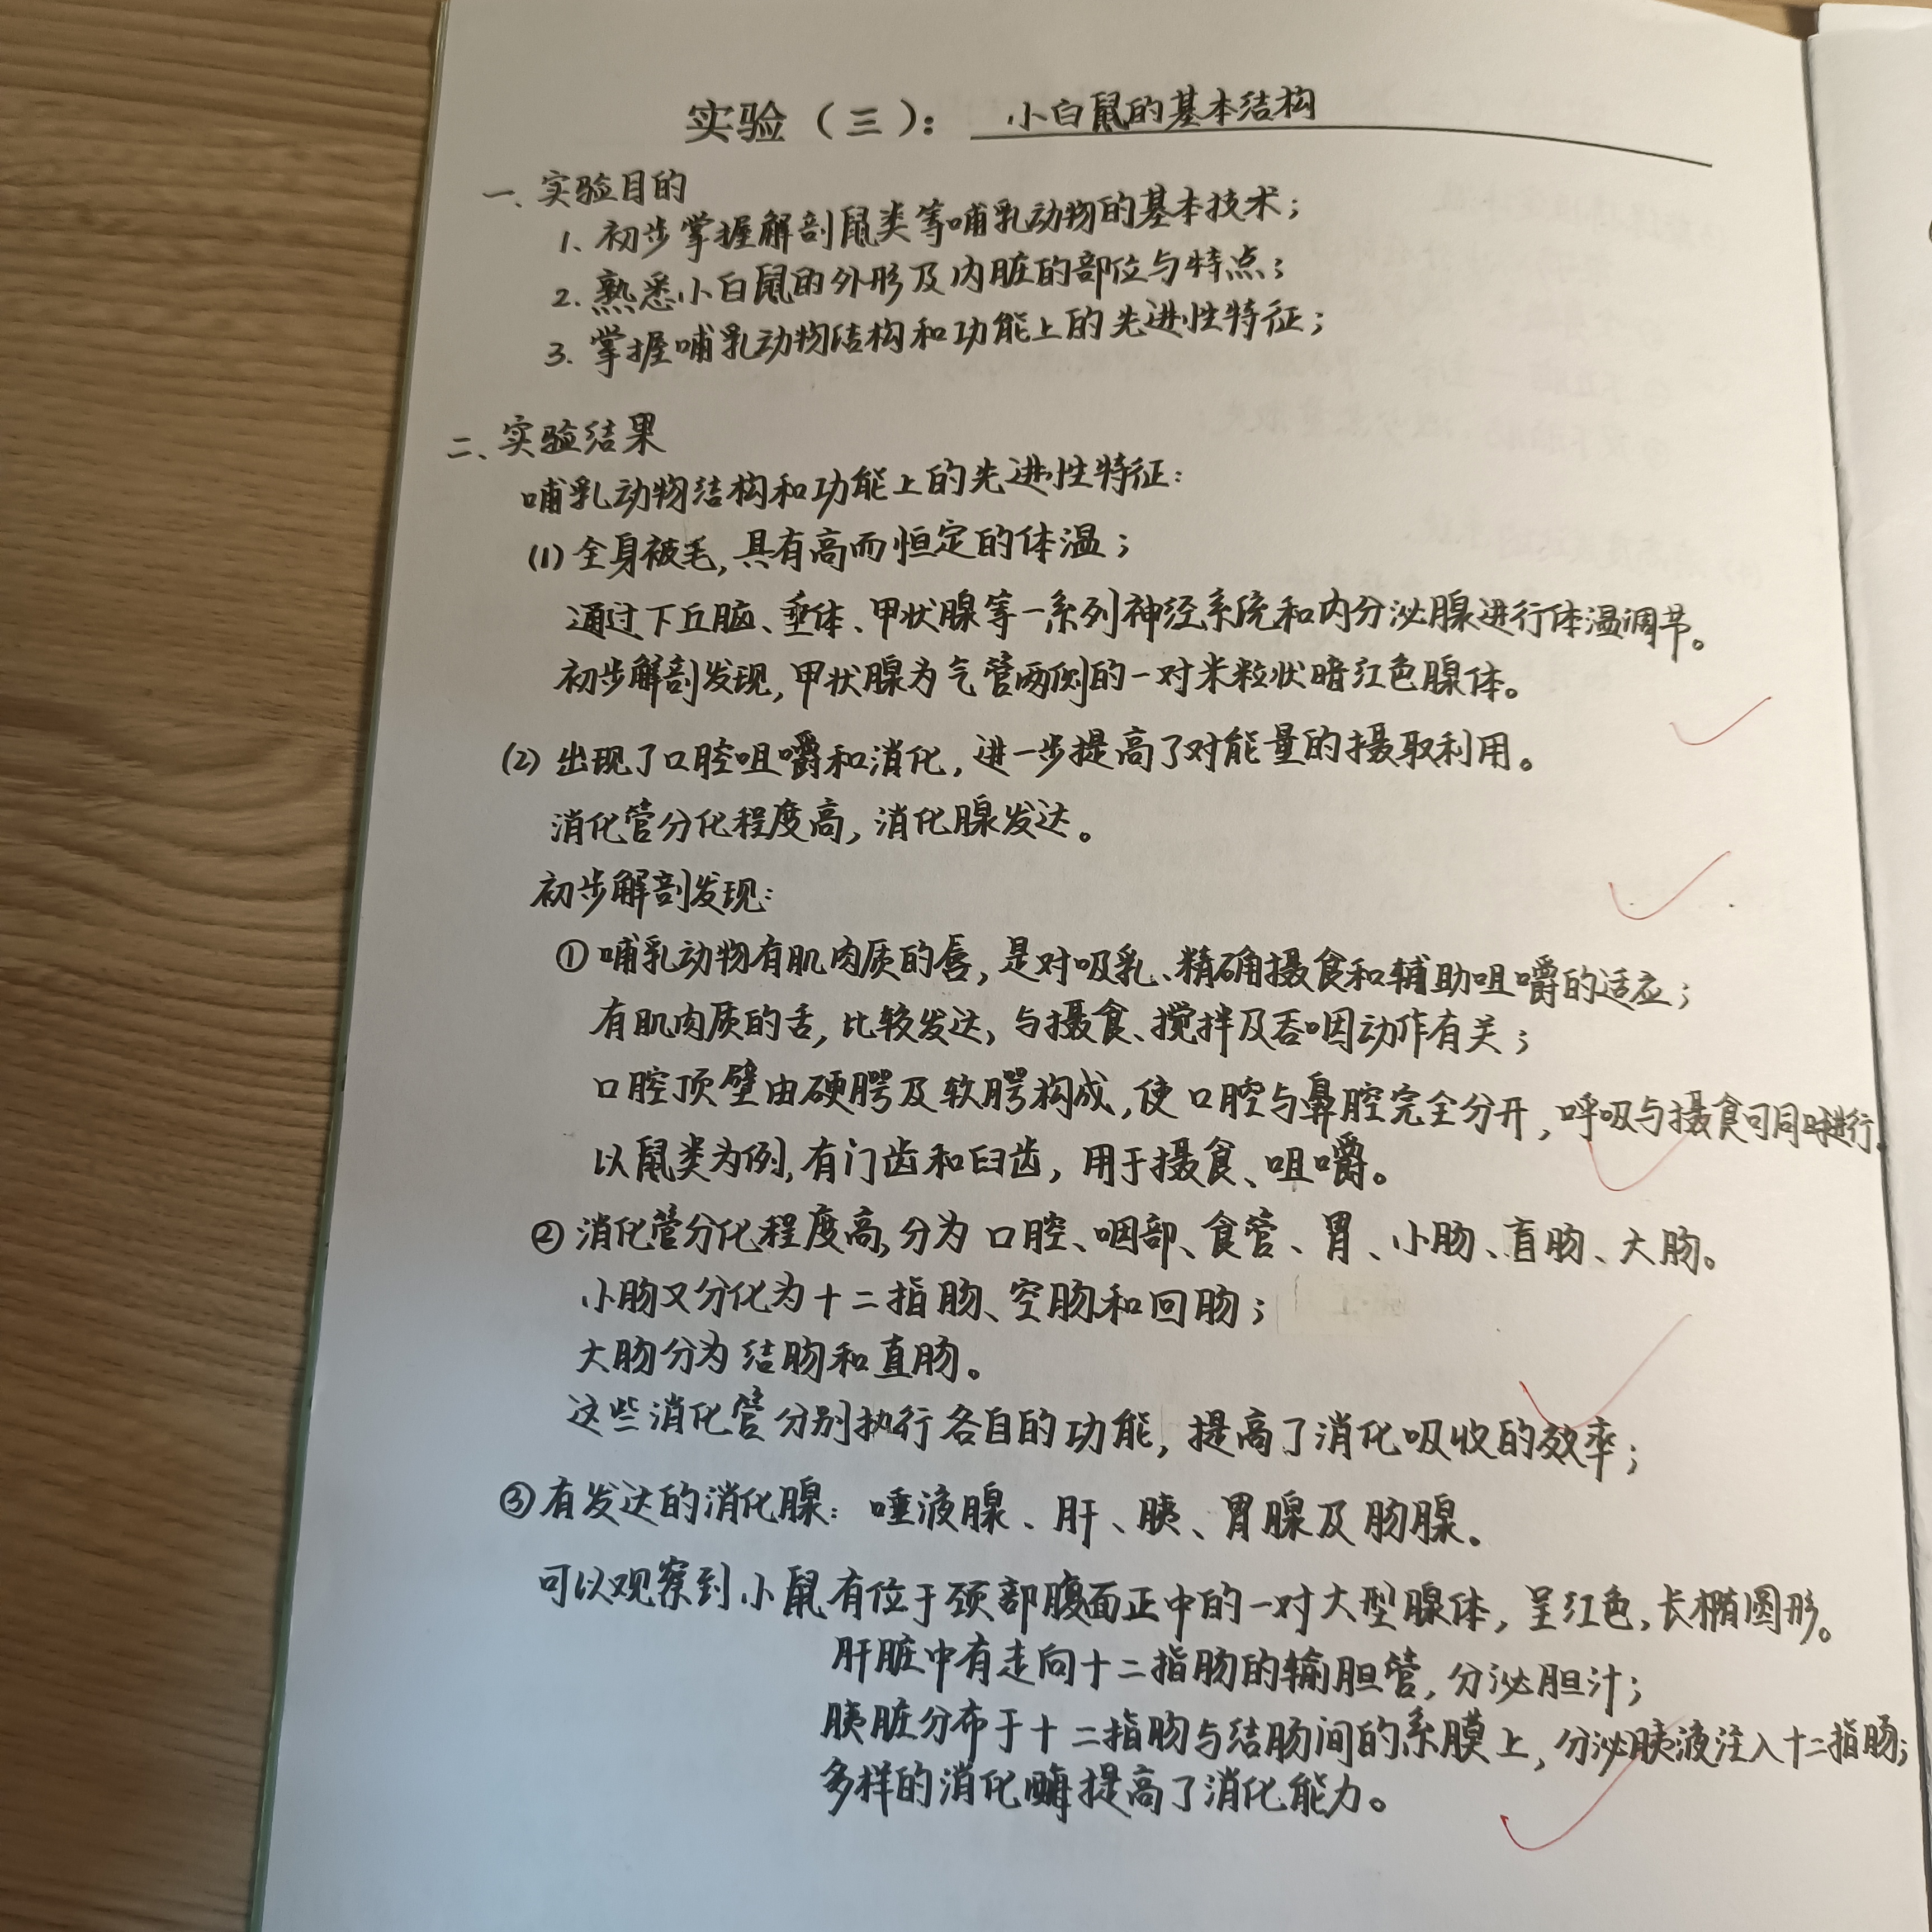 实验（三）： 小白鼠的基本结构
一、实验目的
1. 初步掌握解剖鼠类等哺乳动物的基本技术；
2. 熟悉小白鼠的外形及内脏的部位与特点；
3. 掌握哺乳动物结构和功能上的先进性特征；
二、实验结果
哺乳动物结构和功能上的先进性特征：
(1) 全身被毛，具有高而恒定的体温；
通过下丘脑、垂体、甲状腺等一系列神经系统和内分泌腺进行体温调节。
初步解剖发现，甲状腺为气管两侧的一对米粒状暗红色腺体。
(2) 出现了口腔咀嚼和消化，进一步提高了对能量的摄取利用。
消化管分化程度高，消化腺发达。
初步解剖发现：
① 哺乳动物有肌肉质的唇，是对吸乳、精确摄食和辅助咀嚼的适应；
有肌肉质的舌，比较发达，与摄食、搅拌及吞咽动作有关；
口腔顶壁由硬腭及软腭构成，使口腔与鼻腔完全分开，呼吸与摄食可同时进行。
以鼠类为例，有门齿和臼齿，用于摄食、咀嚼。
② 消化管分化程度高，分为口腔、咽部、食管、胃、小肠、盲肠、大肠。
小肠又分化为十二指肠、空肠和回肠；
大肠分为结肠和直肠。
这些消化管分别执行各自的功能，提高了消化吸收的效率；
③ 有发达的消化腺：唾液腺、肝、胰、胃腺及肠腺。
可以观察到小鼠有位于颈部腹面正中的一对大型腺体，呈红色，长椭圆形。
肝脏中有走向十二指肠的输胆管，分泌胆汁；
胰脏分布于十二指肠与结肠间的系膜上，分泌胰液注入十二指肠；
多样的消化酶提高了消化能力。